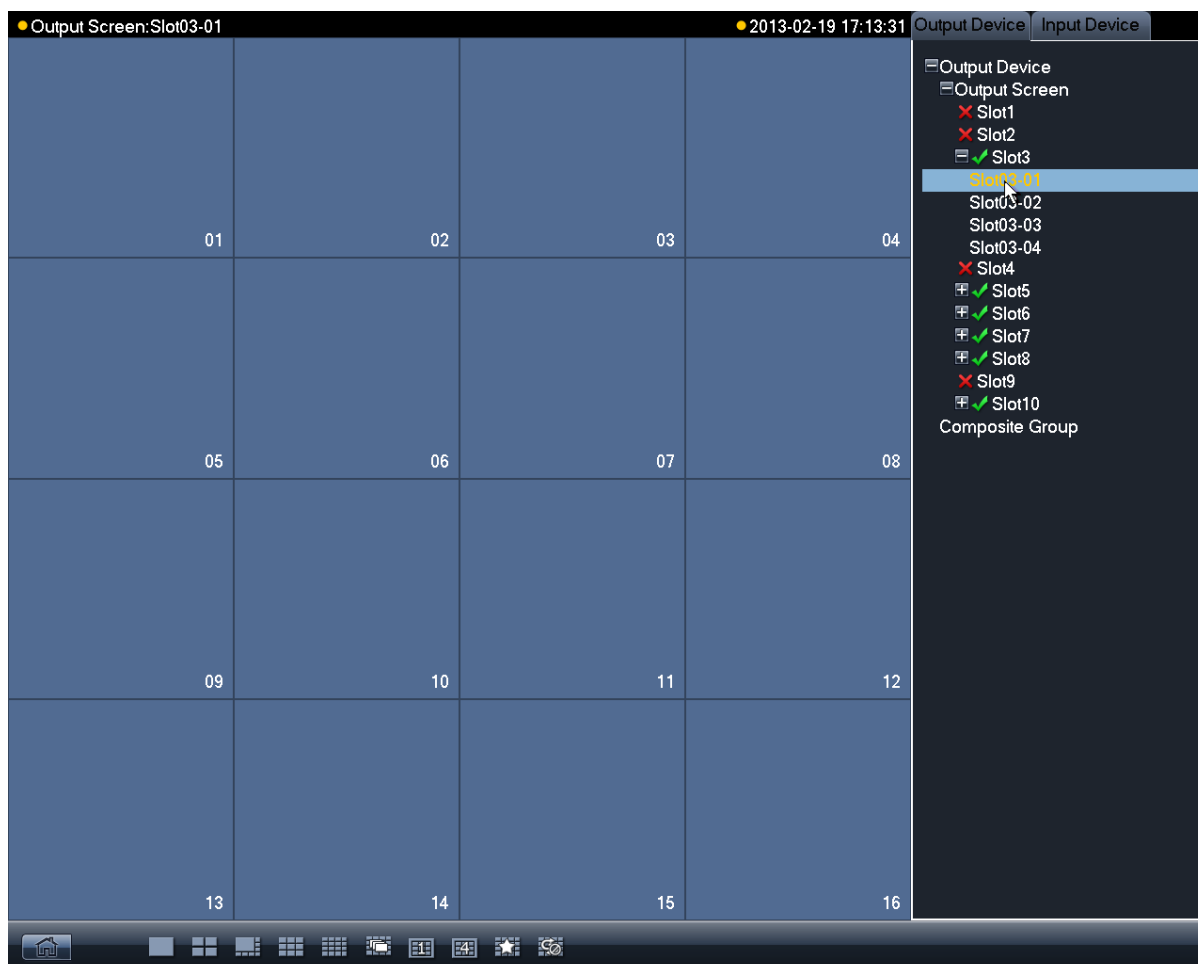 Output Screen:Slot03-01
2013-02-19 17:13:31
Output Device
Input Device
Output Device
Output Screen
Slot1
Slot2
Slot3
Slot03-01
Slot03-02
Slot03-03
Slot03-04
Slot4
Slot5
Slot6
Slot7
Slot8
Slot9
Slot10
Composite Group
01
02
03
04
05
06
07
08
09
10
11
12
13
14
15
16
1
4